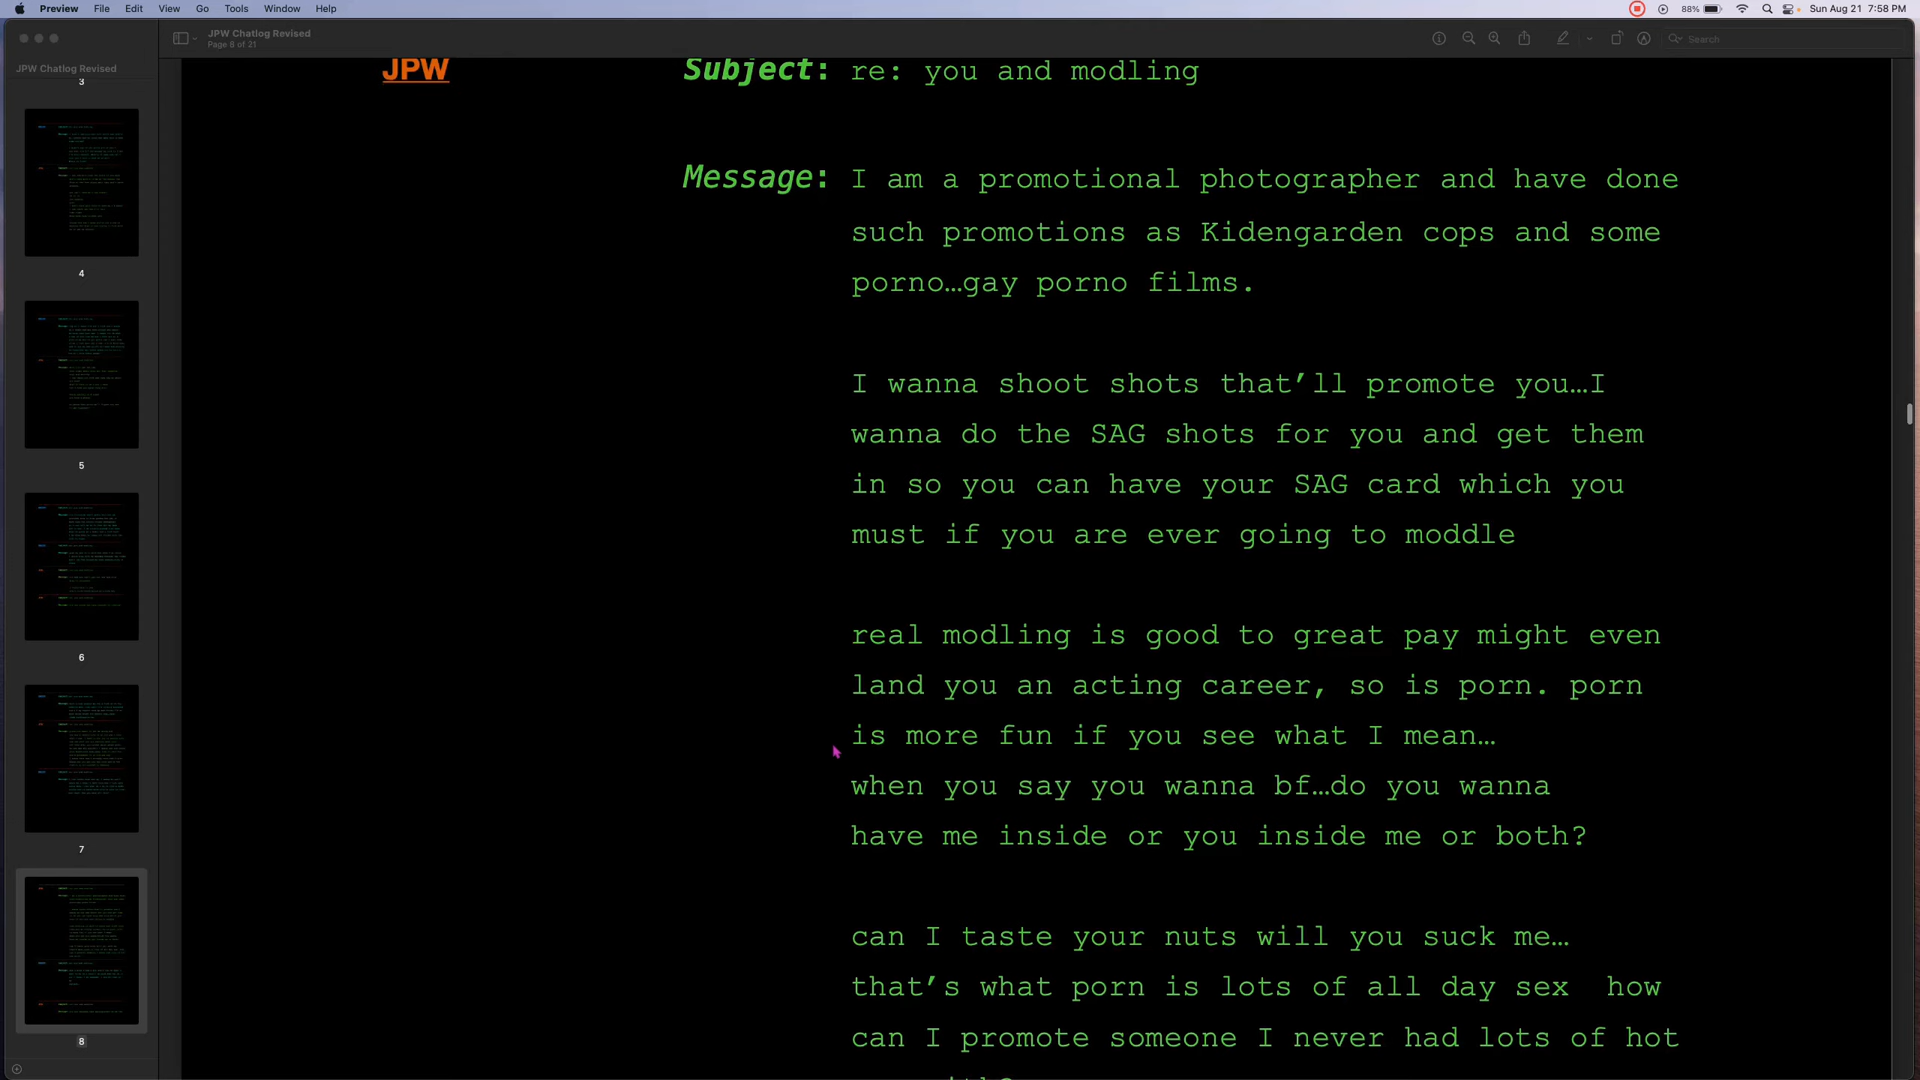 Preview File Edit View Go Tools Window Help
88% Sun Aug 21 7:58 PM
JPW Chatlog Revised
Page 8 of 21
Search
JPW Chatlog Revised
3
4
5
6
7
8
JPW
Subject: re: you and modling
Message: I am a promotional photographer and have done
such promotions as Kidengarden cops and some
porno…gay porno films.
I wanna shoot shots that’ll promote you…I
wanna do the SAG shots for you and get them
in so you can have your SAG card which you
must if you are ever going to moddle
real modling is good to great pay might even
land you an acting career, so is porn. porn
is more fun if you see what I mean…
when you say you wanna bf…do you wanna
have me inside or you inside me or both?
can I taste your nuts will you suck me…
that’s what porn is lots of all day sex how
can I promote someone I never had lots of hot